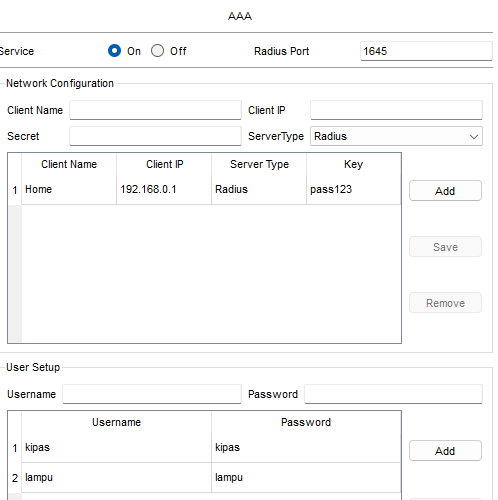 AAA
Service On Off Radius Port 1645
Network Configuration
Client Name Client IP
Secret ServerType Radius
Client Name Client IP Server Type Key
1 Home 192.168.0.1 Radius pass123
Add
Save
Remove
User Setup
Username Password
Username Password
1 kipas kipas
Add
2 lampu lampu